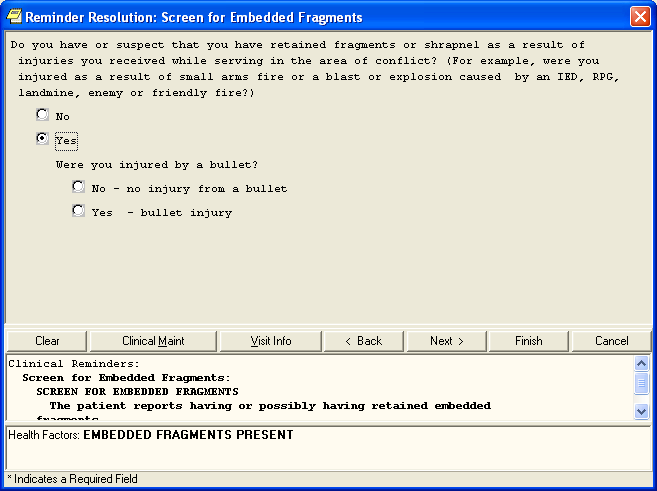 Reminder Resolution: Screen for Embedded Fragments
Do you have or suspect that you have retained fragments or shrapnel as a result of
injuries you received while serving in the area of conflict? (For example, were you
injured as a result of small arms fire or a blast or explosion caused by an IED, RPG,
landmine, enemy or friendly fire?)
No
Yes
Were you injured by a bullet?
No - no injury from a bullet
Yes - bullet injury
Clear Clinical Maint Visit Info < Back Next > Finish Cancel
Clinical Reminders:
Screen for Embedded Fragments:
SCREEN FOR EMBEDDED FRAGMENTS
The patient reports having or possibly having retained embedded
fragments
Health Factors: EMBEDDED FRAGMENTS PRESENT
* Indicates a Required Field